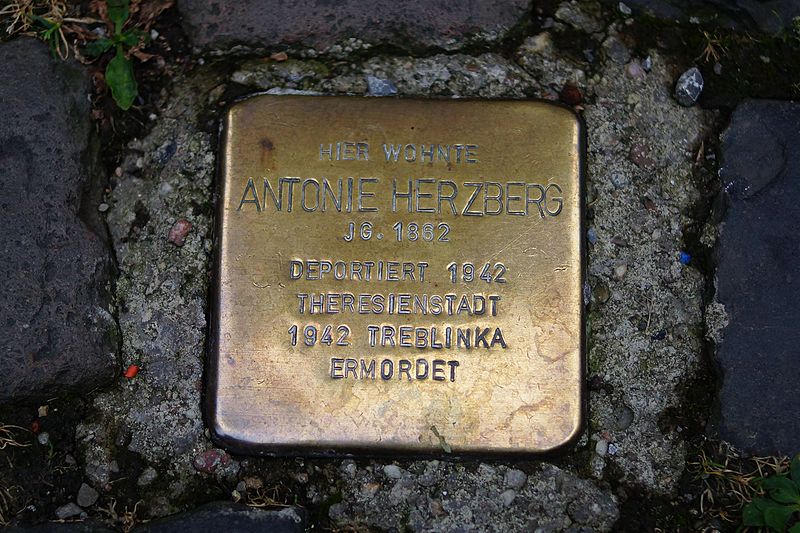 HIER WOHNTE
ANTONIE HERZBERG
JG. 1862
DEPORTIERT 1942
THERESIENSTADT
1942 TREBLINKA
ERMORDET